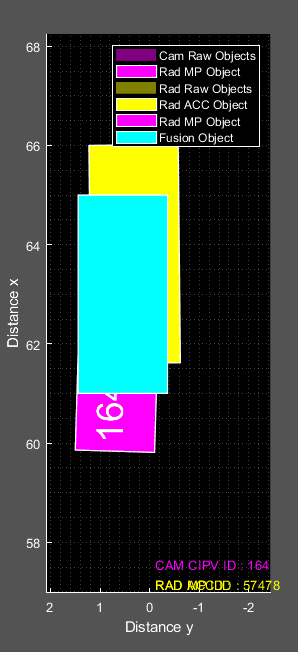 68
66
64
62
60
58
Distance x
Cam Raw Objects
Rad MP Object
Rad Raw Objects
Rad ACC Object
Rad MP Object
Fusion Object
164
CAM CIPV ID : 164
RAD : 57478
2
1
0
-1
-2
Distance y